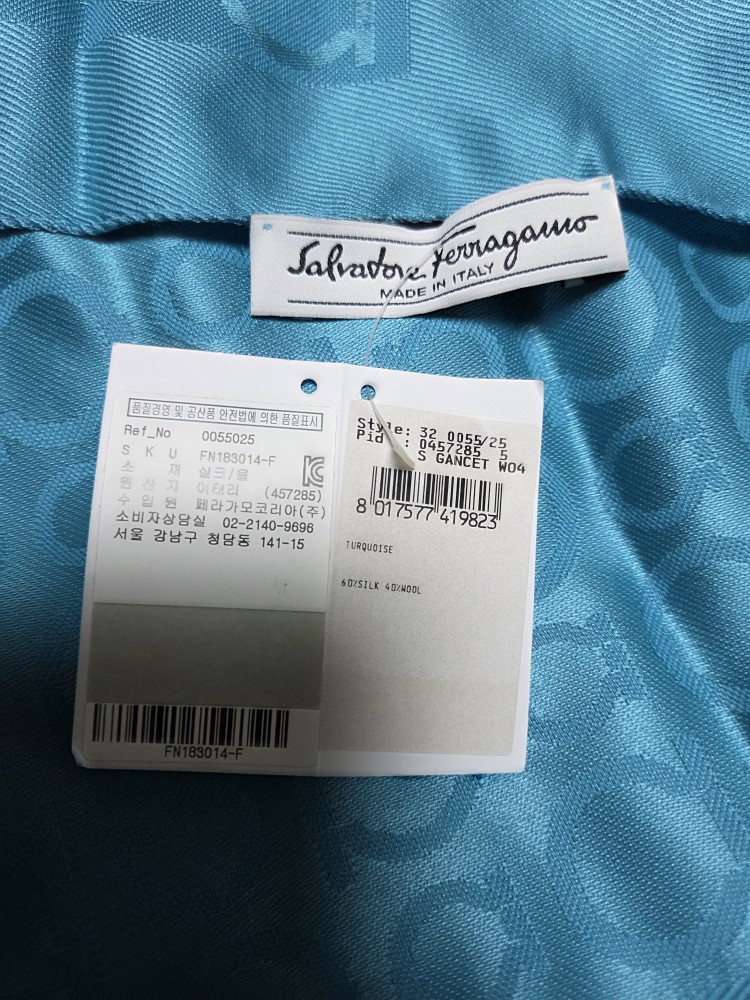 Salvatore Ferragamo
MADE IN ITALY
품질경영 및 공산품 안전법에 의한 품질표시
Ref_No 0055025
S K U FN183014-F
소 재 실크/울
원 산 지 이태리 (457285)
수 입 원 페라가모코리아(주)
소비자상담실 02-2140-9696
서울 강남구 청담동 141-15
FN183014-F
Style: 32 0055/25
Pid : 0457285 5
S GANCET W04
8 017577 419823
TURQUOISE
60%SILK 40%WOOL